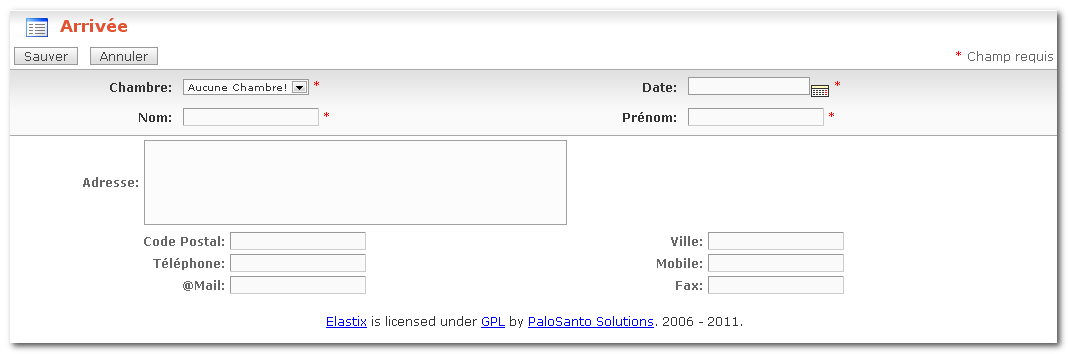 Arrivée
Sauver Annuler * Champ requis
Chambre: Aucune Chambre! * Date: *
Nom: * Prénom: *
Adresse:
Code Postal: Ville:
Téléphone: Mobile:
@Mail: Fax:
Elastix is licensed under GPL by PaloSanto Solutions. 2006 - 2011.